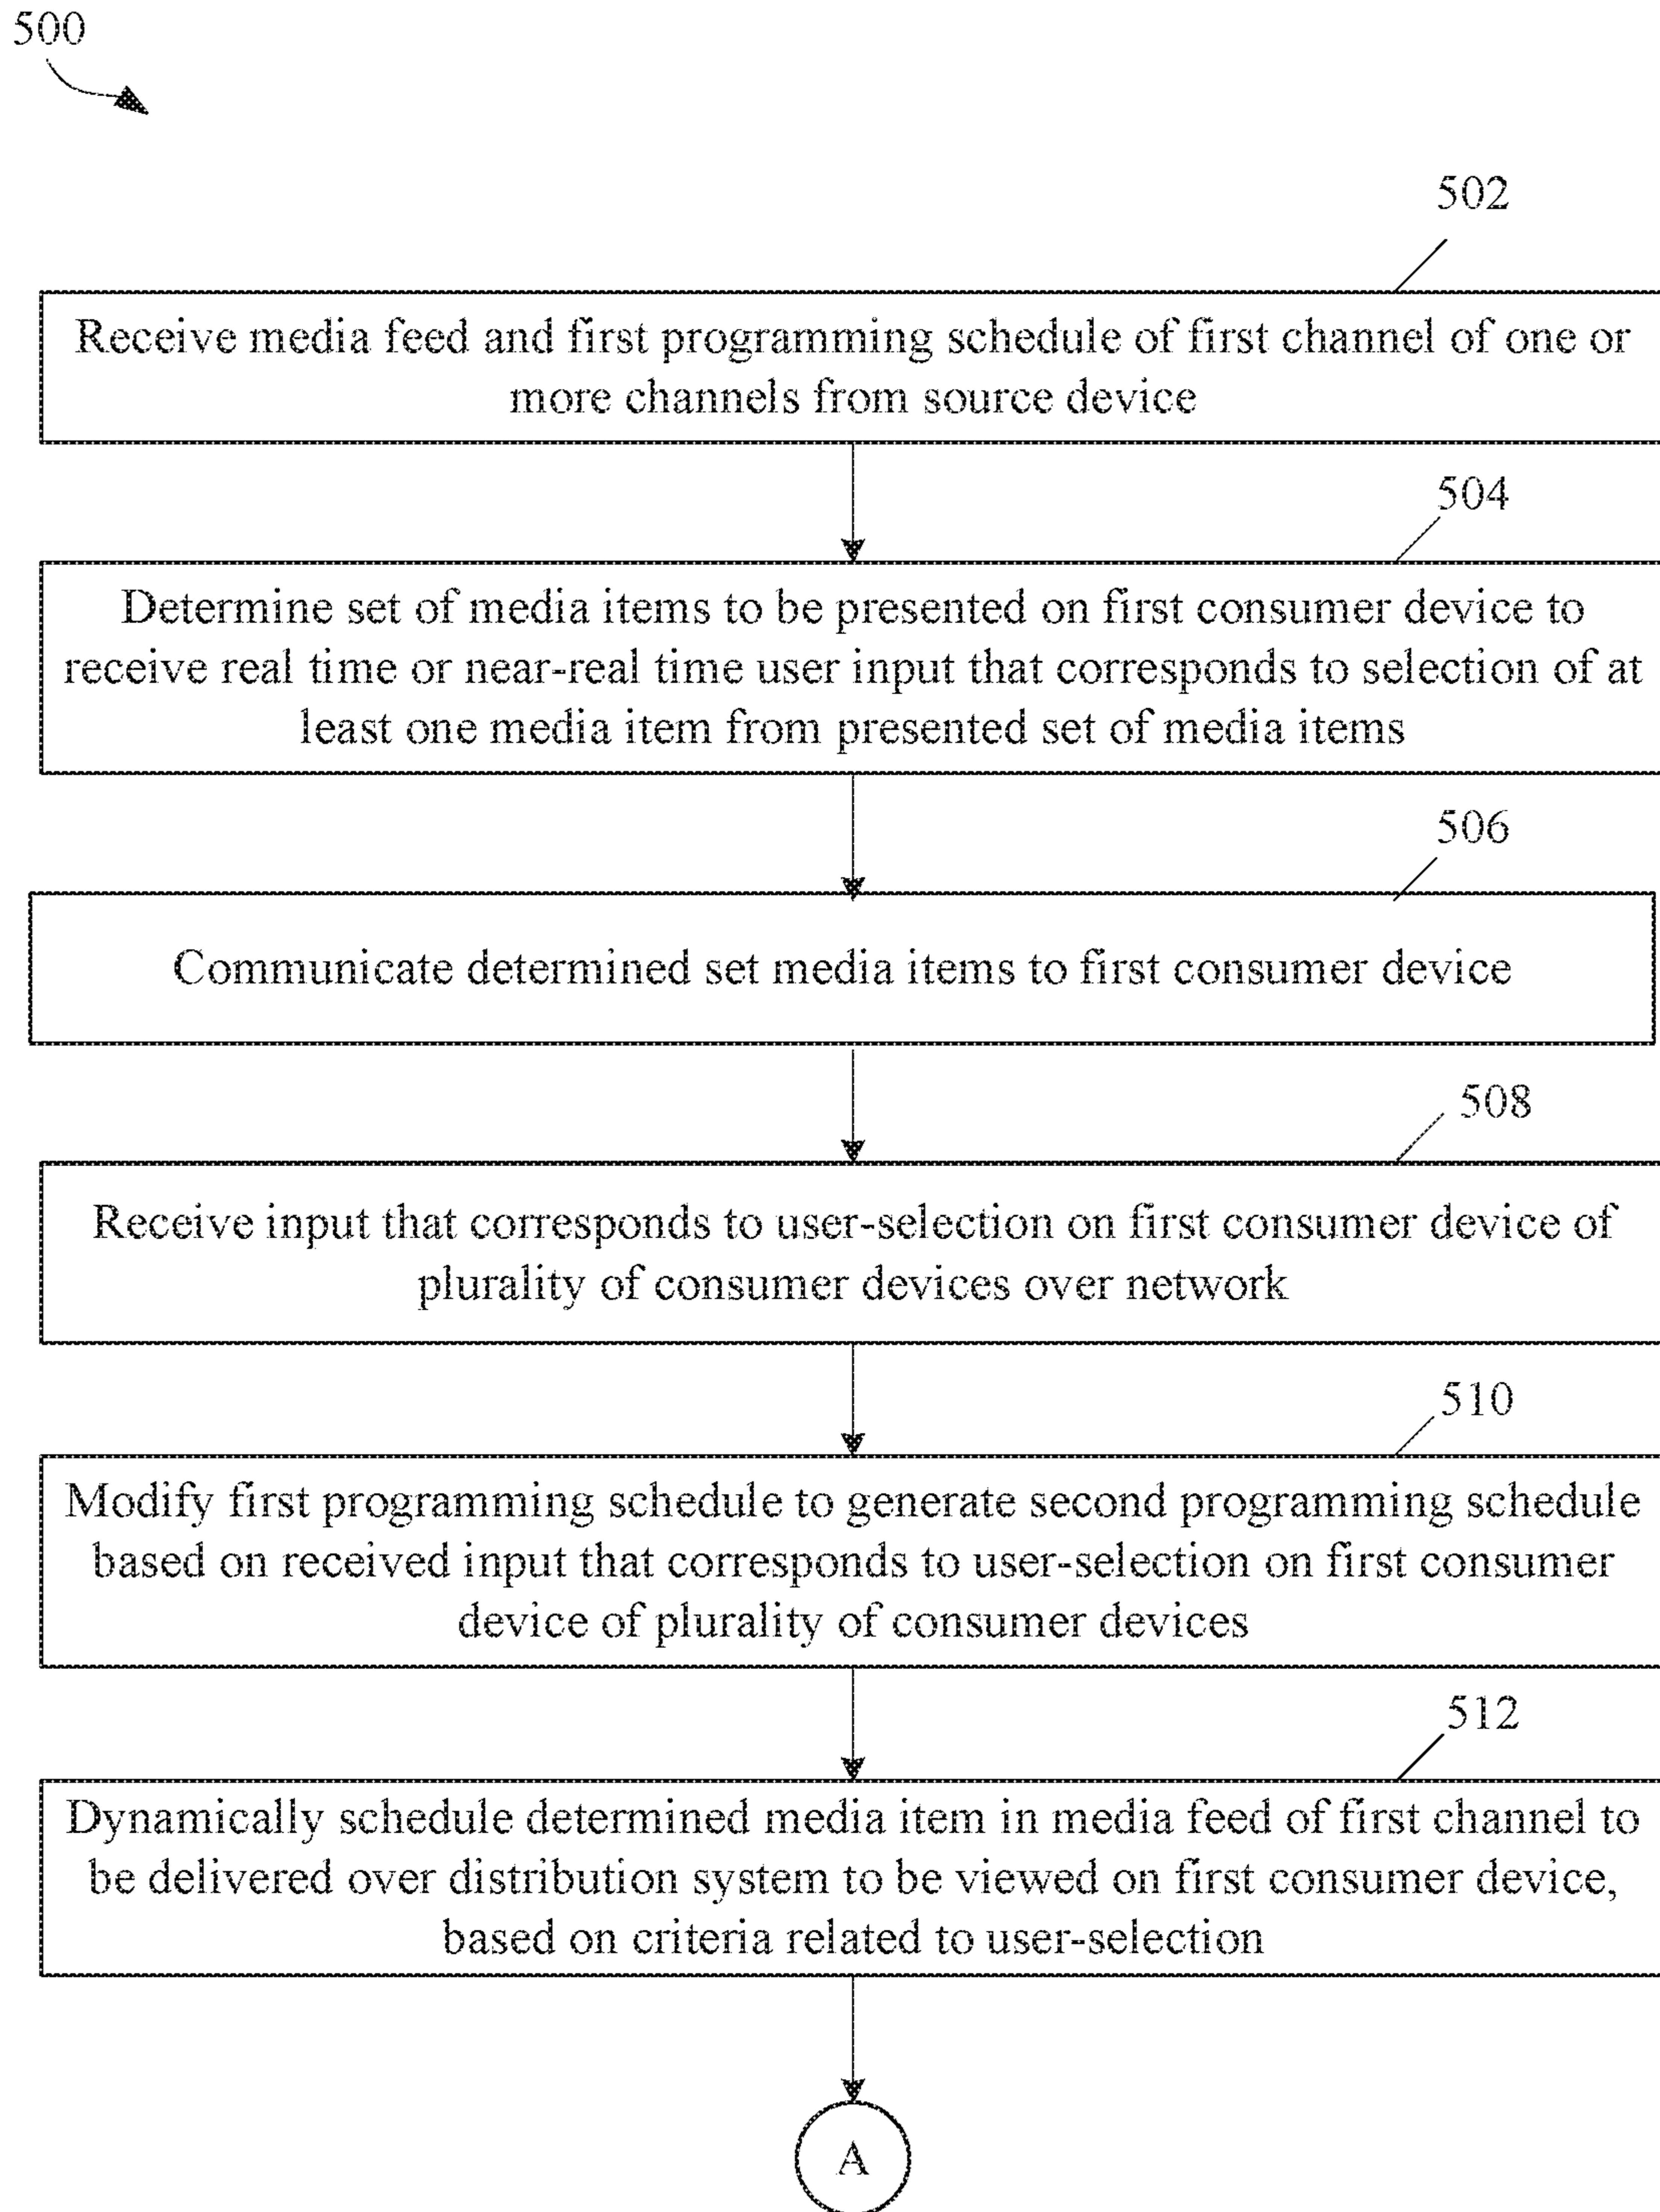 500
502
Receive media feed and first programming schedule of first channel of one or
more channels from source device
504
Determine set of media items to be presented on first consumer device to
receive real time or near-real time user input that corresponds to selection of at
least one media item from presented set of media items
506
Communicate determined set media items to first consumer device
508
Receive input that corresponds to user-selection on first consumer device of
plurality of consumer devices over network
510
Modify first programming schedule to generate second programming schedule
based on received input that corresponds to user-selection on first consumer
device of plurality of consumer devices
512
Dynamically schedule determined media item in media feed of first channel to
be delivered over distribution system to be viewed on first consumer device,
based on criteria related to user-selection
A